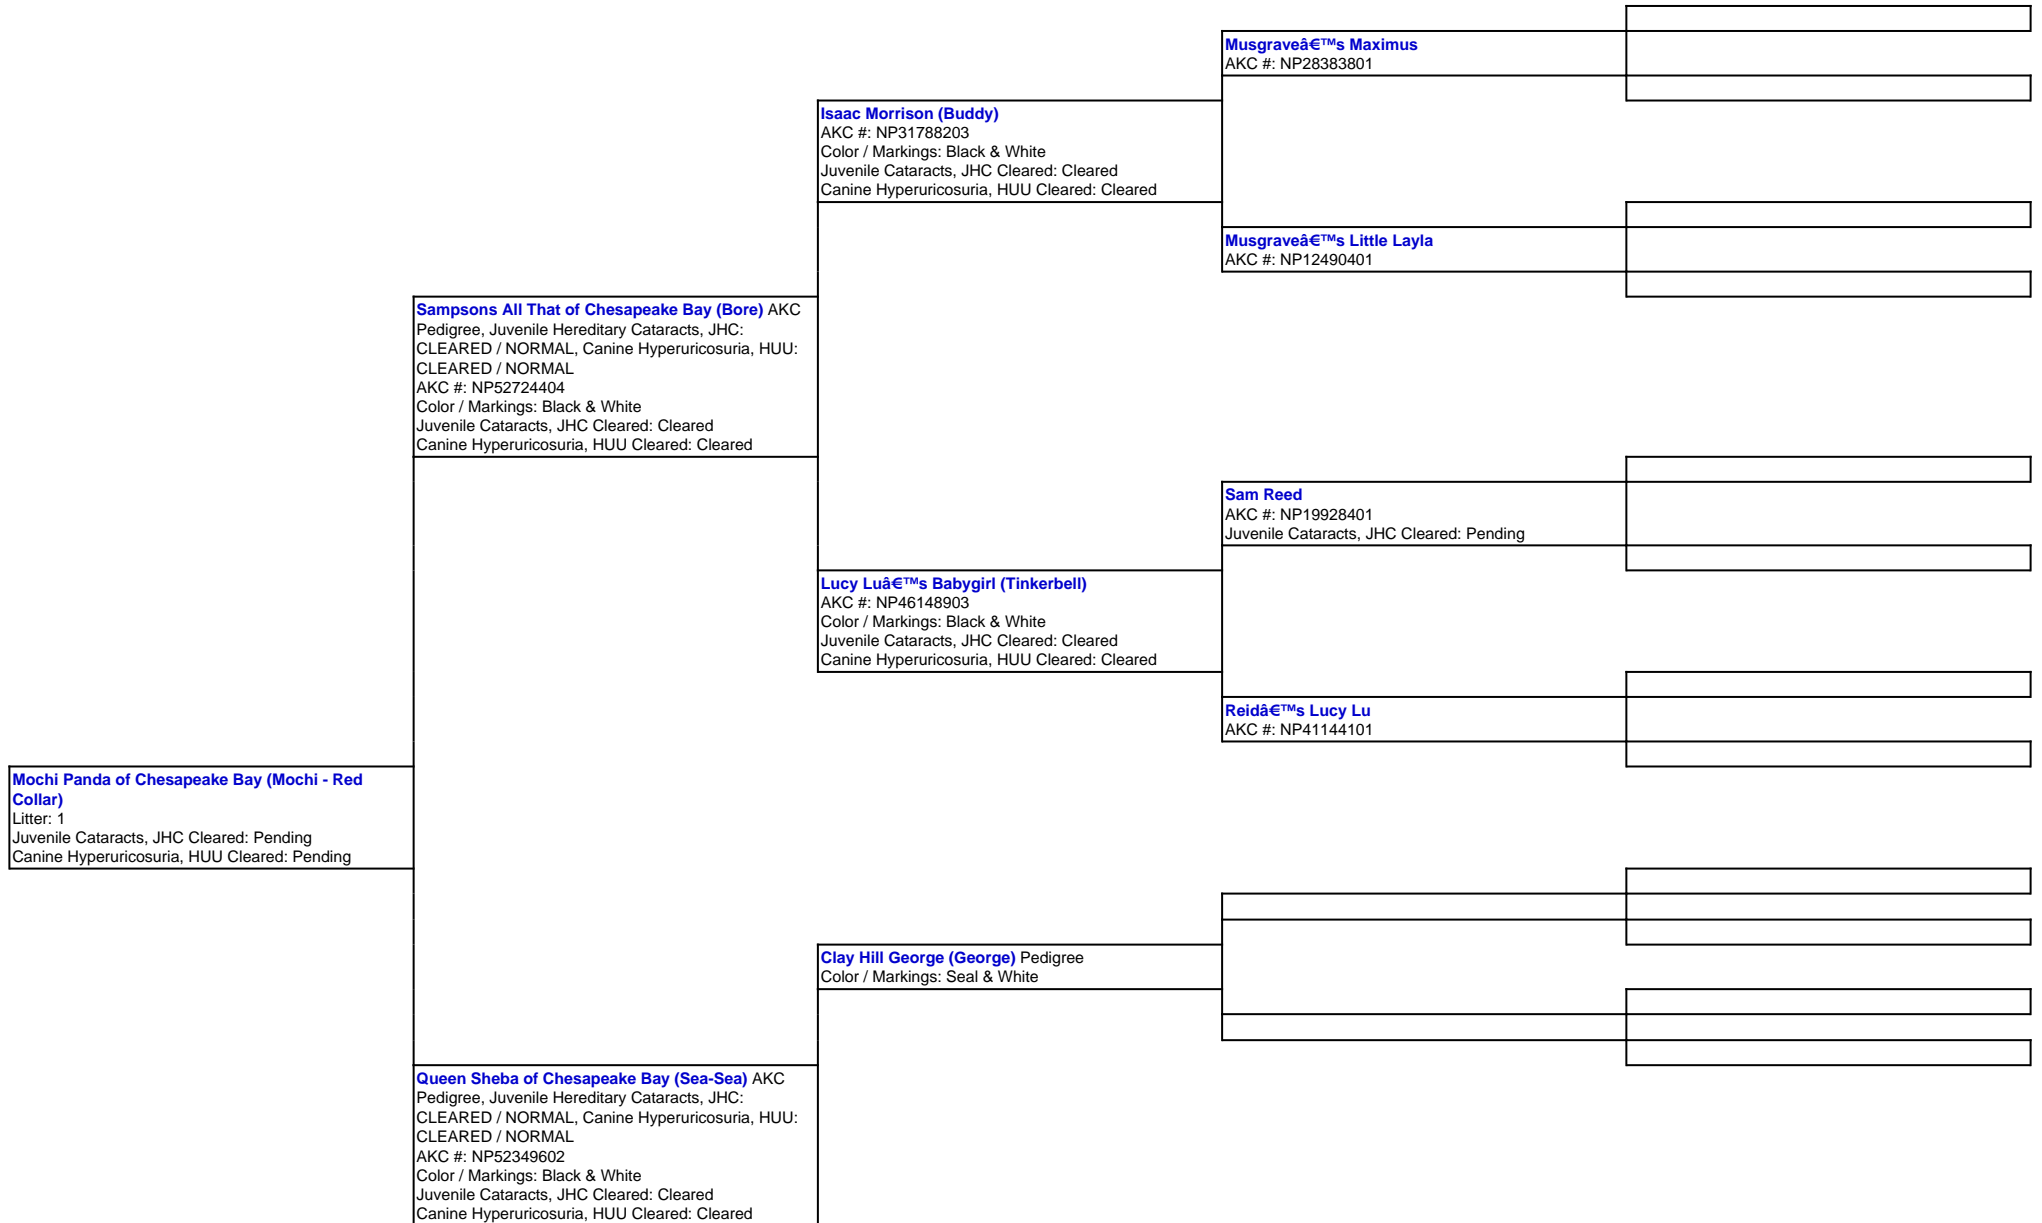 Musgraveâ€™s Maximus
AKC #: NP28383801
Isaac Morrison (Buddy)
AKC #: NP31788203
Color / Markings: Black & White
Juvenile Cataracts, JHC Cleared: Cleared
Canine Hyperuricosuria, HUU Cleared: Cleared
Musgraveâ€™s Little Layla
AKC #: NP12490401
Sampsons All That of Chesapeake Bay (Bore) AKC
Pedigree, Juvenile Hereditary Cataracts, JHC:
CLEARED / NORMAL, Canine Hyperuricosuria, HUU:
CLEARED / NORMAL
AKC #: NP52724404
Color / Markings: Black & White
Juvenile Cataracts, JHC Cleared: Cleared
Canine Hyperuricosuria, HUU Cleared: Cleared
Sam Reed
AKC #: NP19928401
Juvenile Cataracts, JHC Cleared: Pending
Lucy Luâ€™s Babygirl (Tinkerbell)
AKC #: NP46148903
Color / Markings: Black & White
Juvenile Cataracts, JHC Cleared: Cleared
Canine Hyperuricosuria, HUU Cleared: Cleared
Reidâ€™s Lucy Lu
AKC #: NP41144101
Mochi Panda of Chesapeake Bay (Mochi - Red
Collar)
Litter: 1
Juvenile Cataracts, JHC Cleared: Pending
Canine Hyperuricosuria, HUU Cleared: Pending
Clay Hill George (George) Pedigree
Color / Markings: Seal & White
Queen Sheba of Chesapeake Bay (Sea-Sea) AKC
Pedigree, Juvenile Hereditary Cataracts, JHC:
CLEARED / NORMAL, Canine Hyperuricosuria, HUU:
CLEARED / NORMAL
AKC #: NP52349602
Color / Markings: Black & White
Juvenile Cataracts, JHC Cleared: Cleared
Canine Hyperuricosuria, HUU Cleared: Cleared